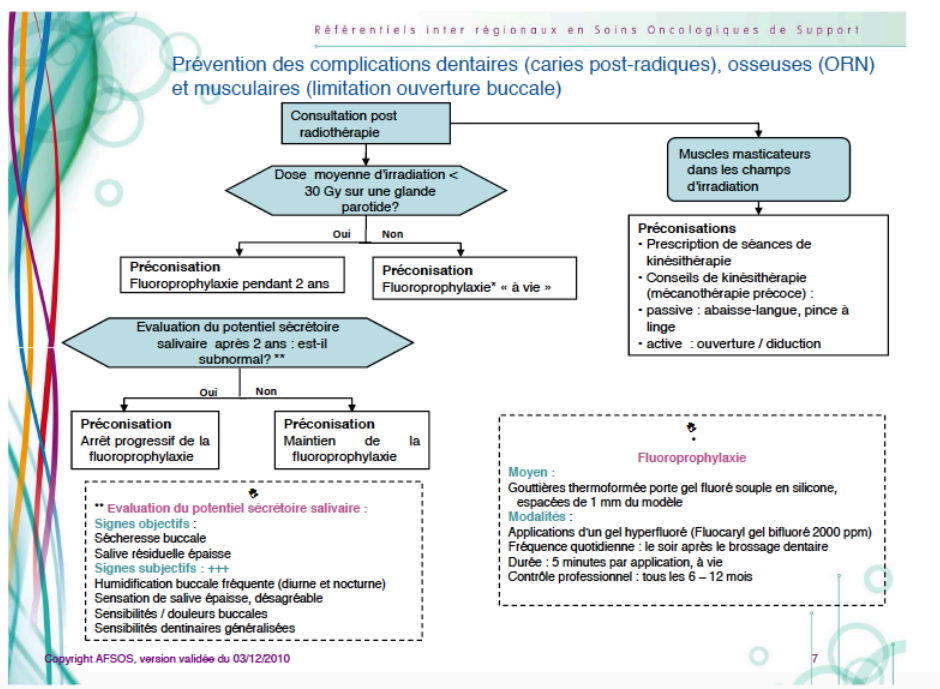 Référentiels inter régionaux en Soins Oncologiques de Support
Prévention des complications dentaires (caries post-radiques), osseuses (ORN)
et musculaires (limitation ouverture buccale)
Consultation post
radiothérapie
Dose moyenne d'irradiation <
30 Gy sur une glande
parotide?
Oui
Non
Préconisation
Fluoroprophylaxie pendant 2 ans
Préconisation
Fluoroprophylaxie* « à vie »
Evaluation du potentiel sécrétoire
salivaire après 2 ans : est-il
subnormal? **
Oui
Non
Préconisation
Arrêt progressif de la
fluoroprophylaxie
Préconisation
Maintien de la
fluoroprophylaxie
Muscles masticateurs
dans les champs
d'irradiation
Préconisations
• Prescription de séances de
kinésithérapie
• Conseils de kinésithérapie
(mécanothérapie précoce) :
• passive : abaisse-langue, pince à
linge
• active : ouverture / diduction
** Evaluation du potentiel sécrétoire salivaire :
Signes objectifs :
Sécheresse buccale
Salive résiduelle épaisse
Signes subjectifs : +++
Humidification buccale fréquente (diurne et nocturne)
Sensation de salive épaisse, désagréable
Sensibilités / douleurs buccales
Sensibilités dentinaires généralisées
*
Fluoroprophylaxie
Moyen :
Gouttières thermoformée porte gel fluoré souple en silicone,
espacées de 1 mm du modèle
Modalités :
Applications d'un gel hyperfluoré (Fluocaryl gel bifluoré 2000 ppm)
Fréquence quotidienne : le soir après le brossage dentaire
Durée : 5 minutes par application, à vie
Contrôle professionnel : tous les 6 – 12 mois
Copyright AFSOS, version validée du 03/12/2010
7